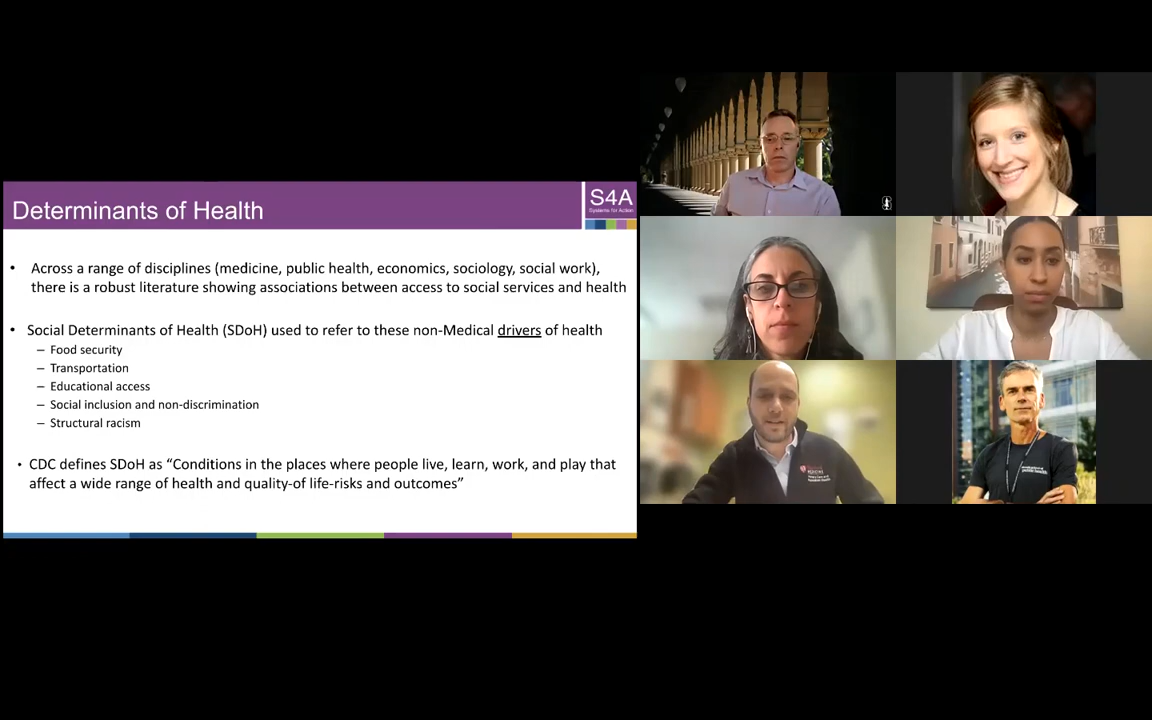 Determinants of Health
S4A
Systems for Action
• Across a range of disciplines (medicine, public health, economics, sociology, social work),
there is a robust literature showing associations between access to social services and health
• Social Determinants of Health (SDoH) used to refer to these non-Medical drivers of health
– Food security
– Transportation
– Educational access
– Social inclusion and non-discrimination
– Structural racism
• CDC defines SDoH as “Conditions in the places where people live, learn, work, and play that
affect a wide range of health and quality-of life-risks and outcomes”